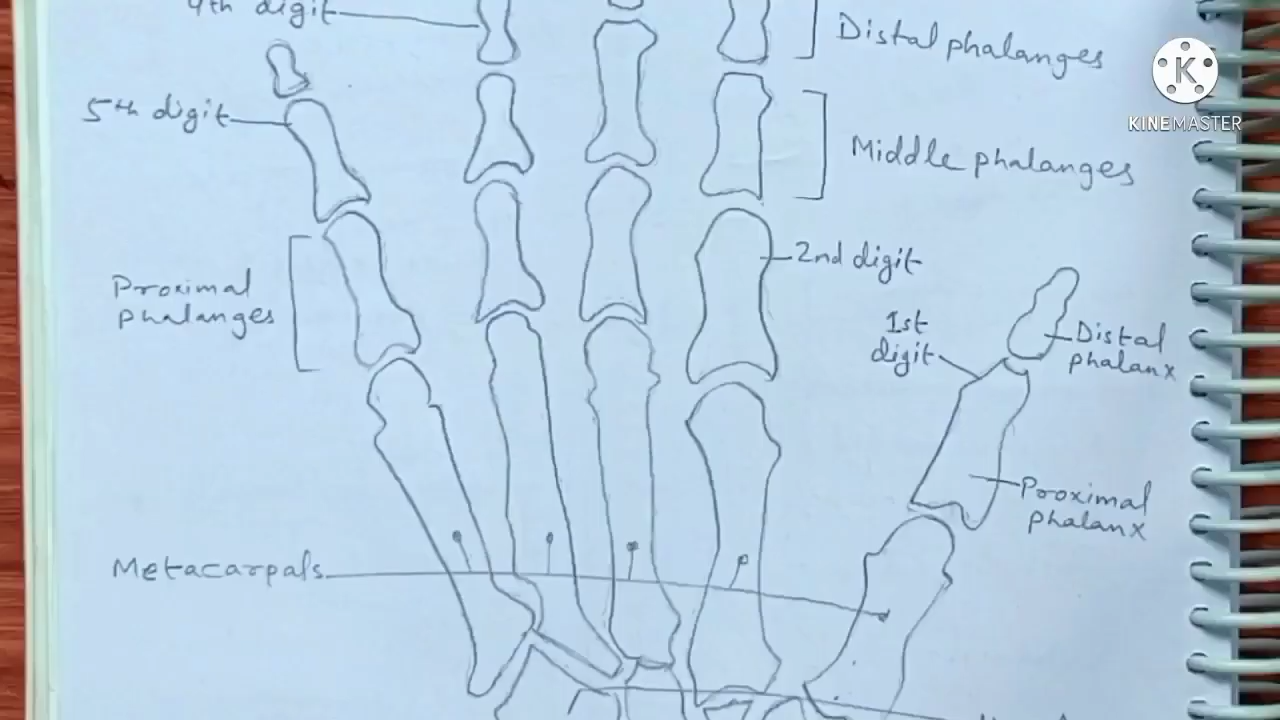 4th digit
Distal phalanges
5th digit
Middle phalanges
2nd digit
Proximal
phalanges
1st
digit
Distal
phalanx
Proximal
phalanx
Metacarpals
K
KINEMASTER